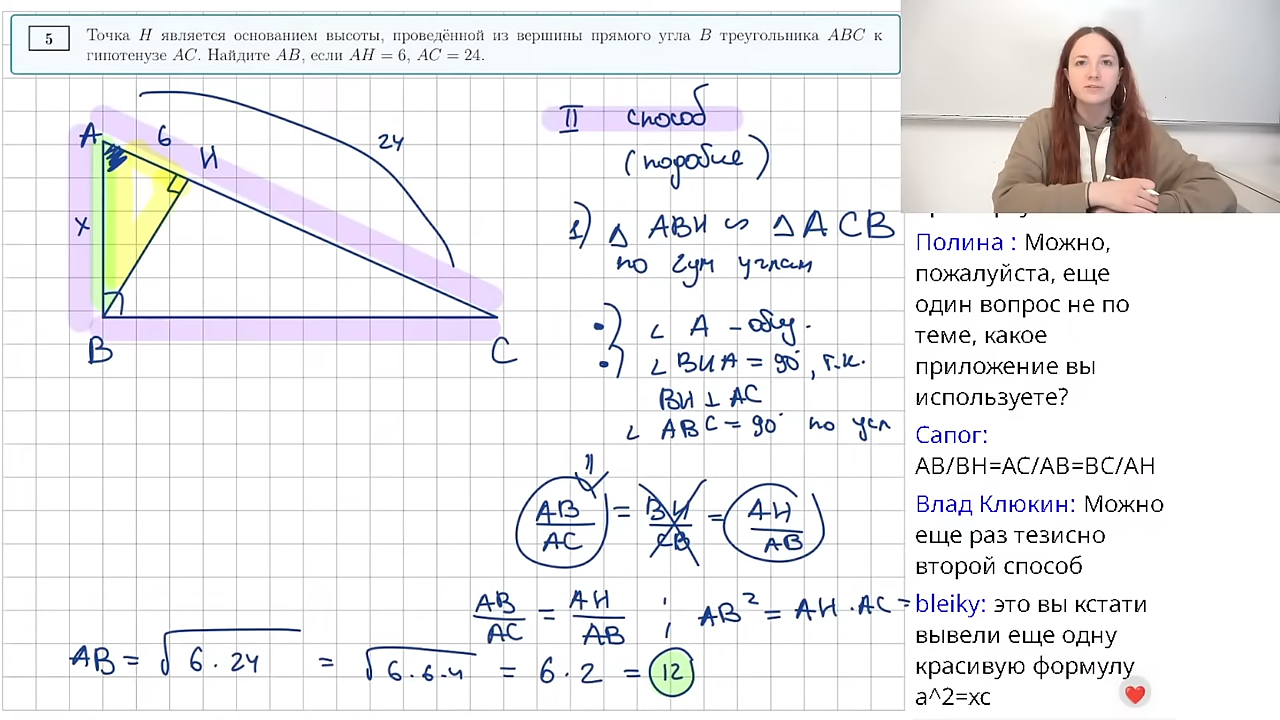 5
Точка H является основанием высоты, проведённой из вершины прямого угла B треугольника ABC к
гипотенузе AC. Найдите AB, если AH = 6, AC = 24.
A
6
H
24
x
B
C
II способ
(подобие)
1) △ ABH ∽ △ ACB
по двум углам
•) ∠ A - общ.
•) ∠ BHA = 90°, т.к.
BH ⊥ AC
∠ ABC = 90° по усл
⇓
AB/AC = BH/CB = AH/AB
AB/AC = AH/AB ; AB² = AH · AC =
AB = √6 · 24 = √6 · 6 · 4 = 6 · 2 = 12
Полина : Можно,
пожалуйста, еще
один вопрос не по
теме, какое
приложение вы
используете?
Сапог:
AB/BH=AC/AB=BC/AH
Влад Клюкин: Можно
еще раз тезисно
второй способ
bleiky: это вы кстати
вывели еще одну
красивую формулу
a^2=xc